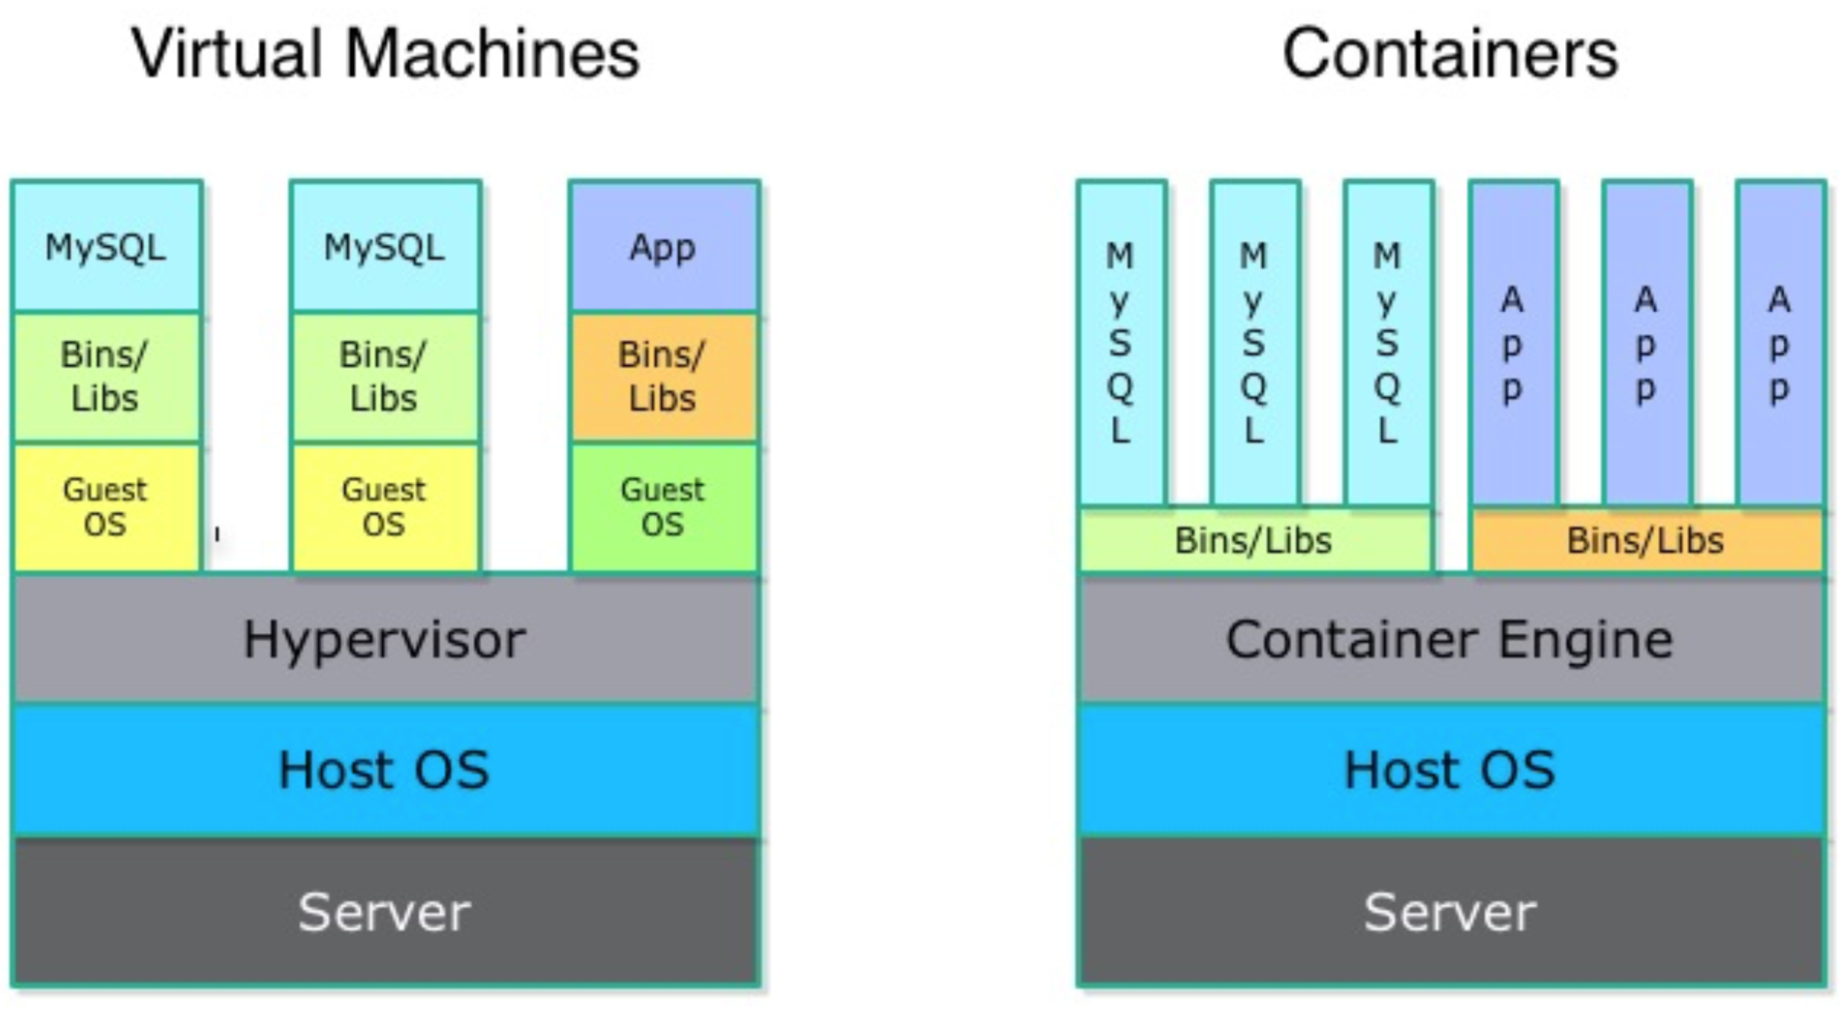 Virtual Machines
Containers
MySQL
MySQL
App
Bins/
Libs
Bins/
Libs
Bins/
Libs
Guest
OS
Guest
OS
Guest
OS
Hypervisor
Host OS
Server
MySQL
MySQL
MySQL
App
App
App
Bins/Libs
Bins/Libs
Container Engine
Host OS
Server